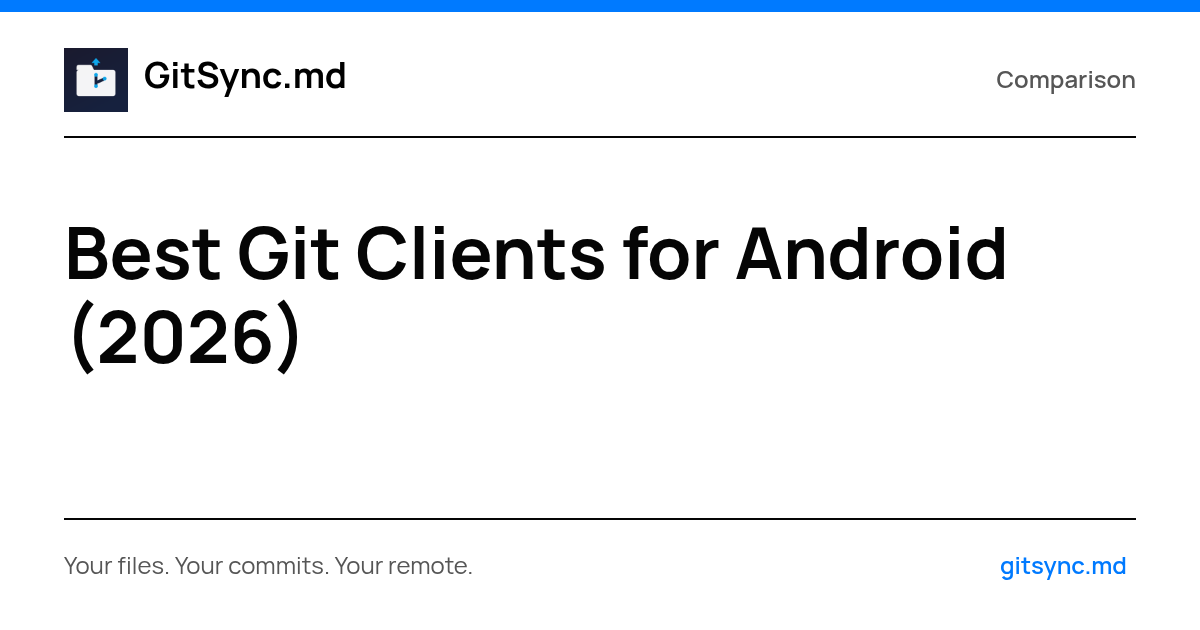 GitSync.md
Comparison
Best Git Clients for Android
(2026)
Your files. Your commits. Your remote.
gitsync.md